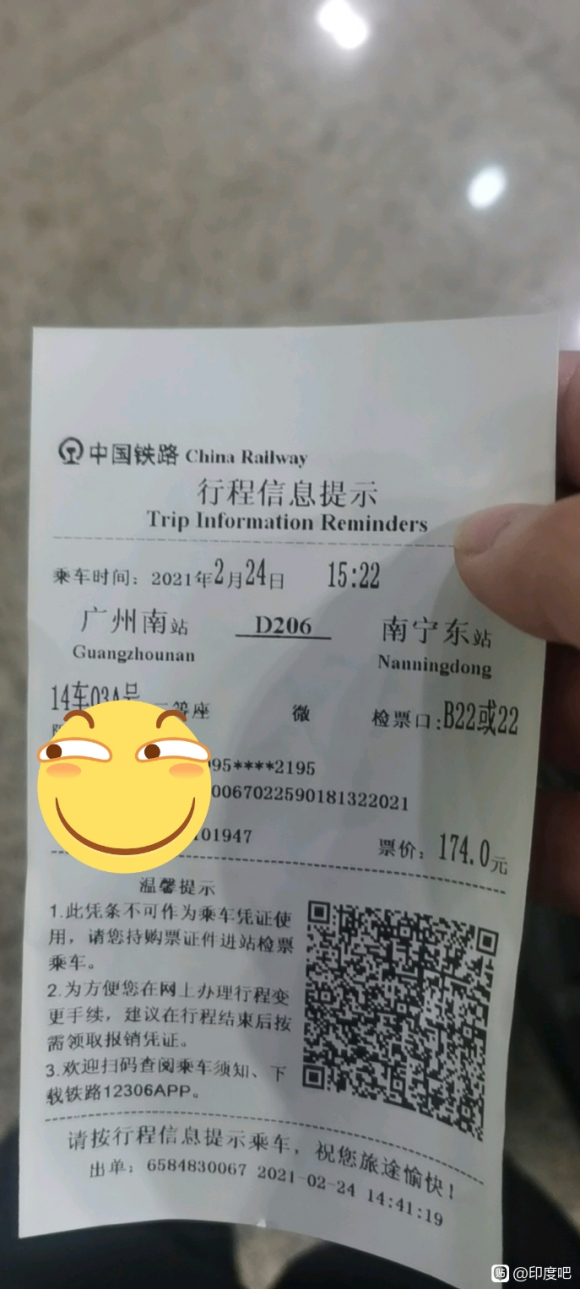 中国铁路 China Railway
行程信息提示
Trip Information Reminders
乘车时间：2021年2月24日 15:22
广州南站 D206 南宁东站
Guangzhounan Nanningdong
14车03A号 二等座 微 检票口:B22或22
95****2195
0067022590181322021
101947 票价：174.0元
温馨提示
1.此凭条不可作为乘车凭证使
用，请您持购票证件进站检票
乘车。
2.为方便您在网上办理行程变
更手续，建议在行程结束后按
需领取报销凭证。
3.欢迎扫码查阅乘车须知、下
载铁路12306APP。
请按行程信息提示乘车，祝您旅途愉快！
出单：6584830067 2021-02-24 14:41:19
贴 @印度吧